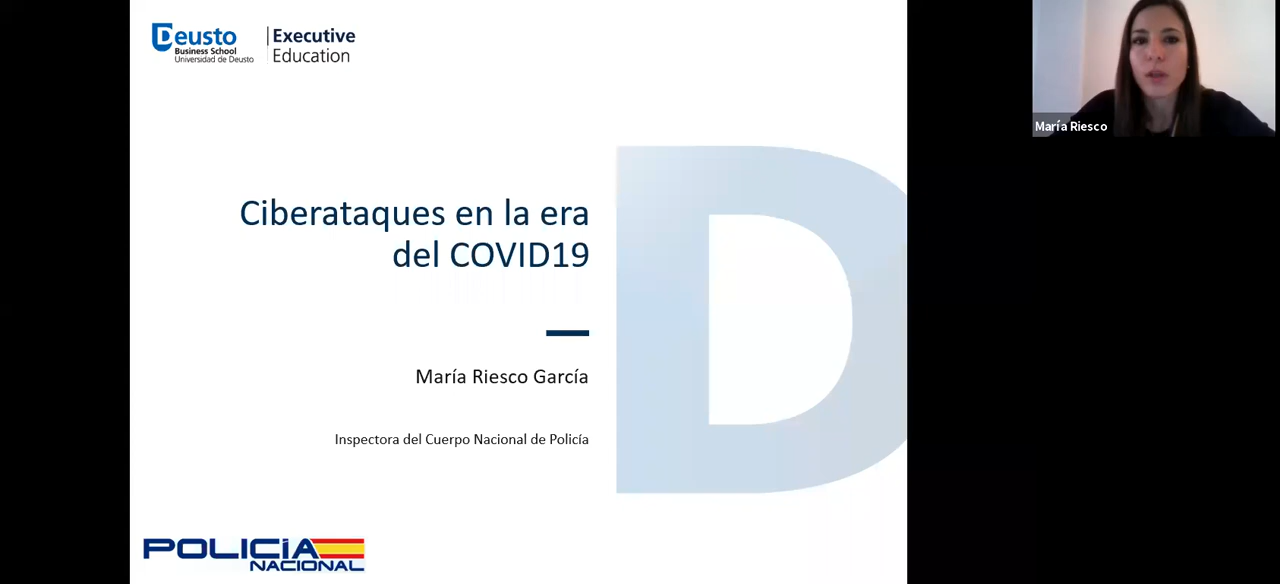 Deusto
Business School
Universidad de Deusto
Executive
Education
María Riesco
Ciberataques en la era
del COVID19
María Riesco García
Inspectora del Cuerpo Nacional de Policía
POLICÍA
NACIONAL